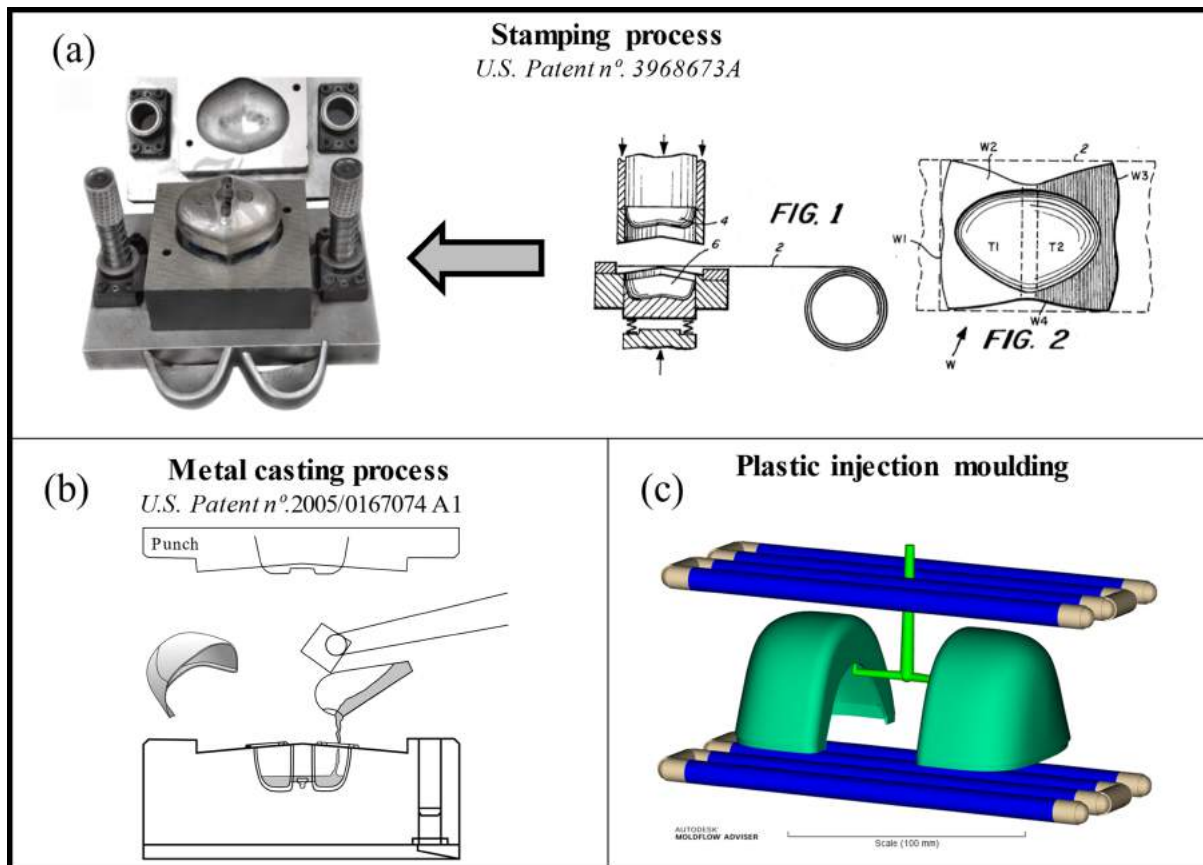 (a)
Stamping process
U.S. Patent nº. 3968673A
FIG. 1
4
6
2
W2
2
W3
W1
T1 T2
W4
W
FIG. 2
(b)
Metal casting process
U.S. Patent nº.2005/0167074 A1
Punch
Plastic injection moulding
(c)
AUTODESK
MOLDFLOW ADVISER
Scale (100 mm)